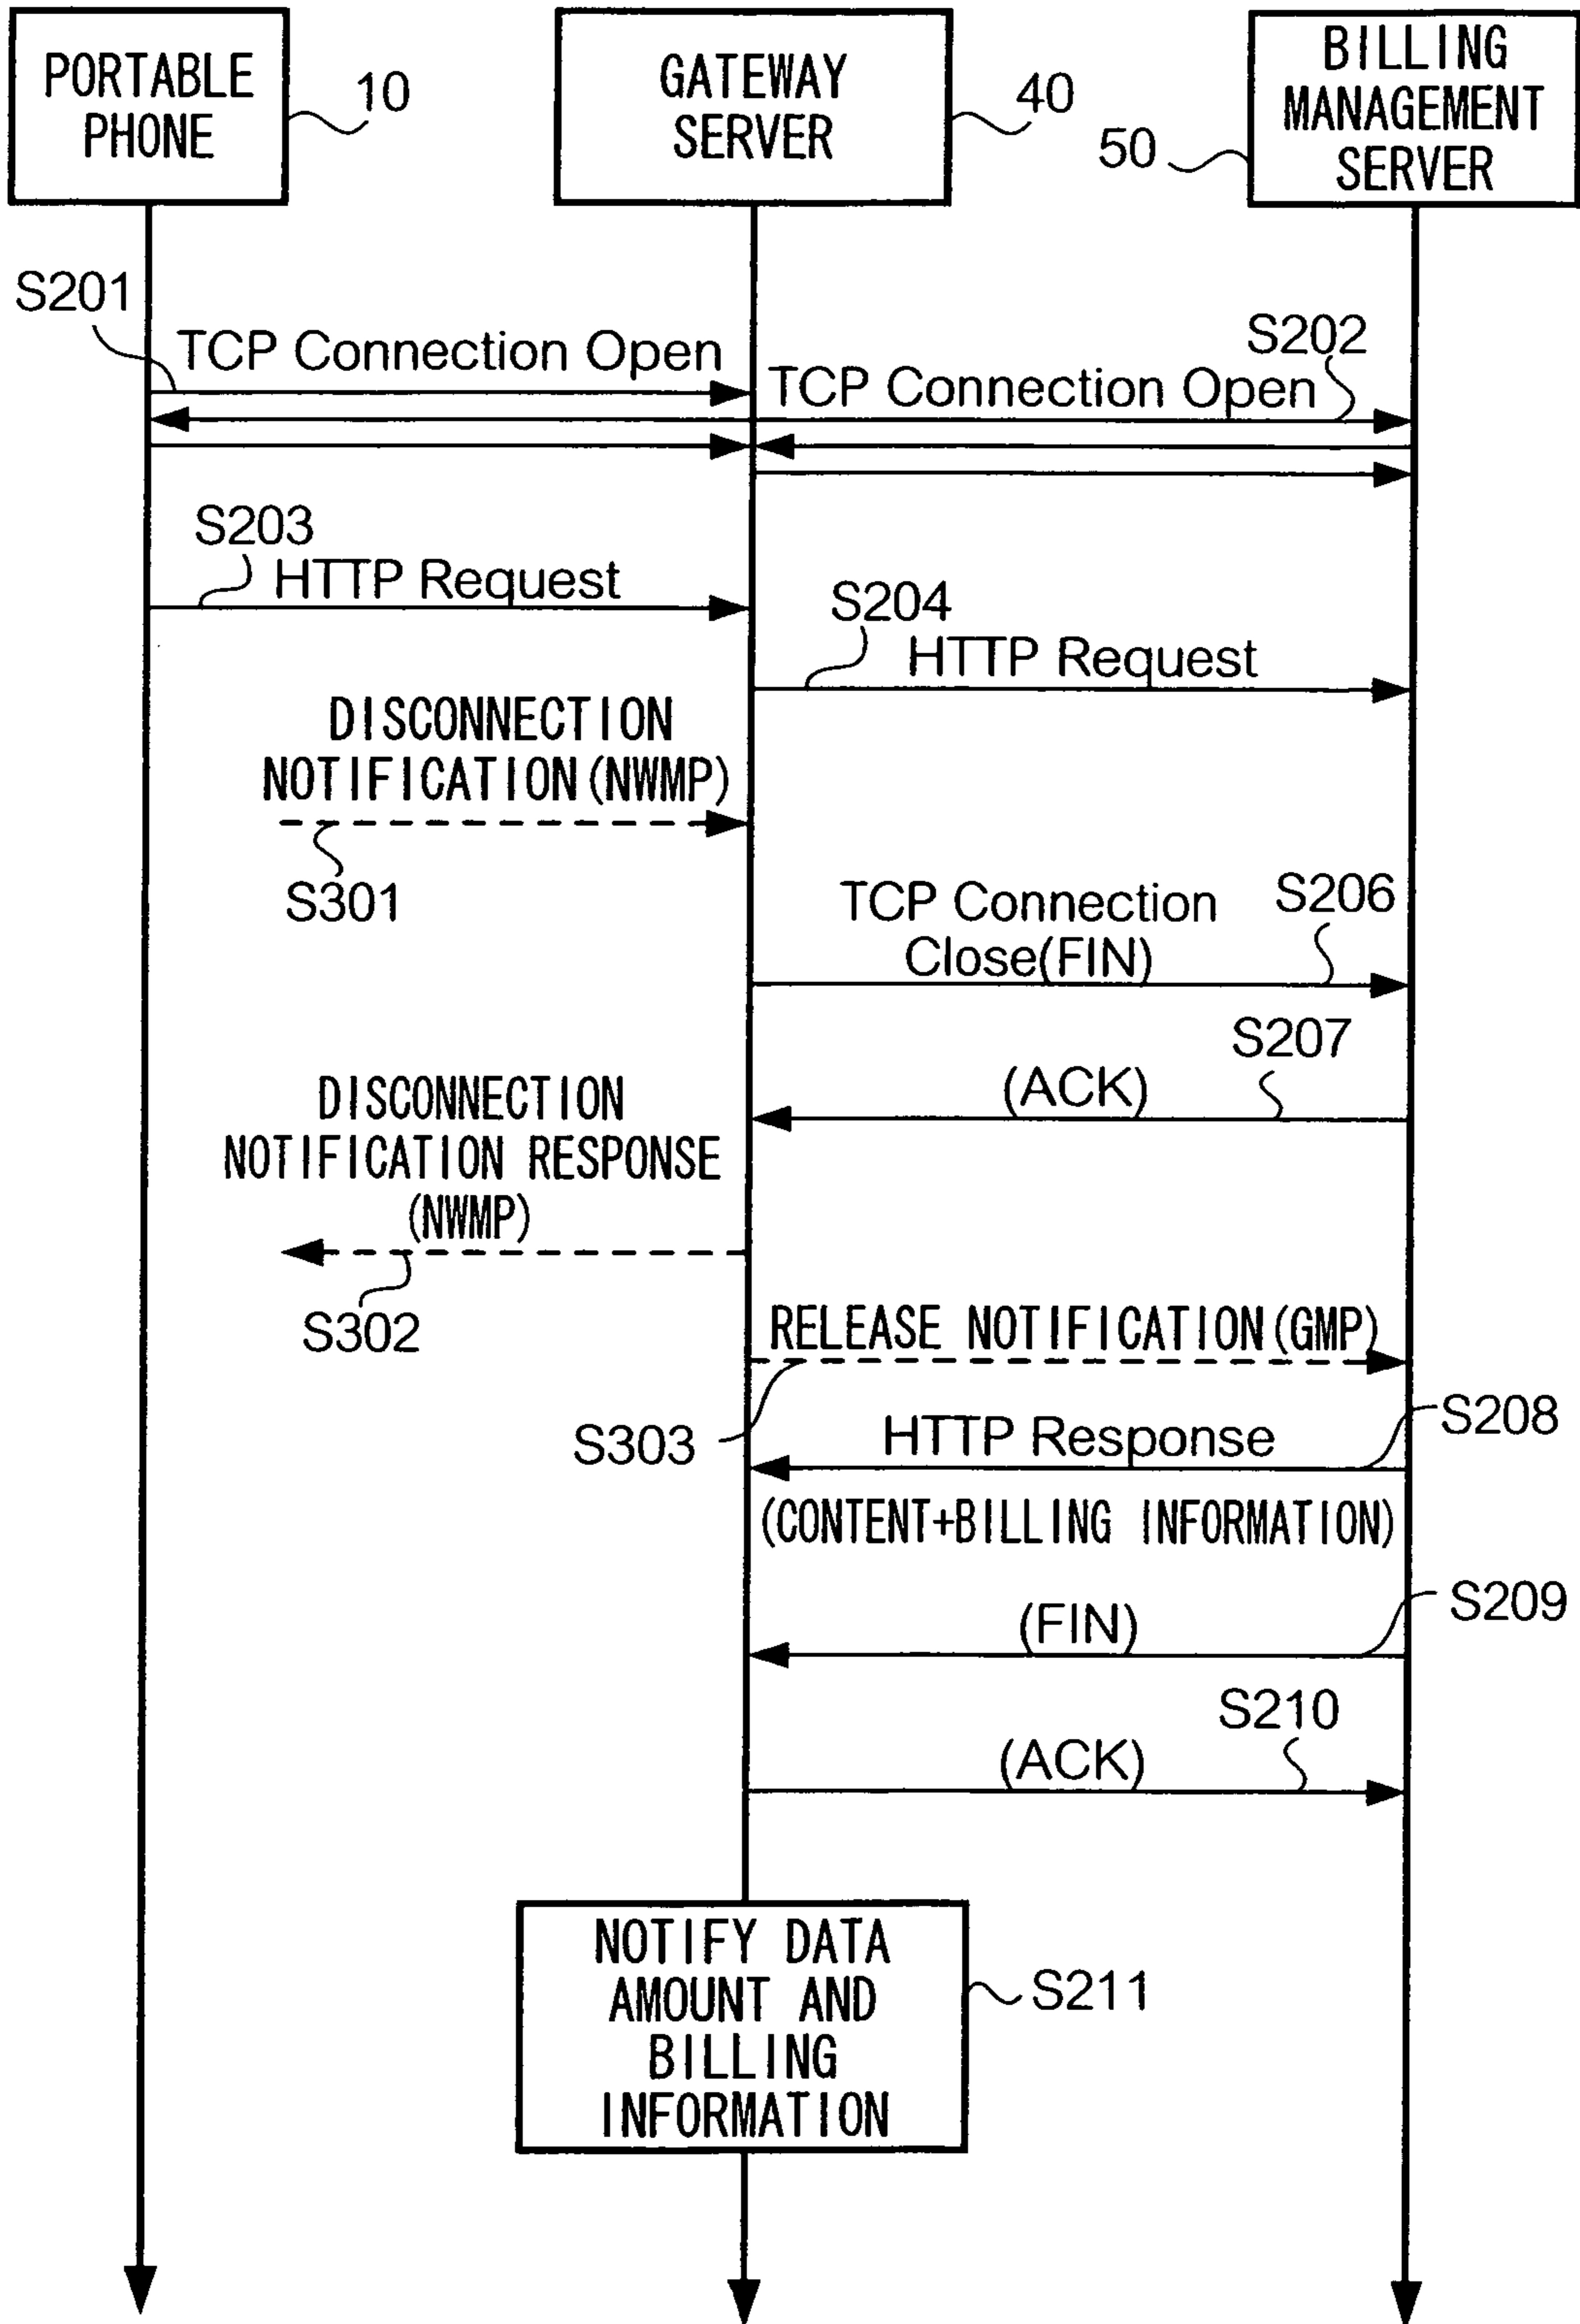 PORTABLE
PHONE
10
GATEWAY
SERVER
40
BILLING
MANAGEMENT
SERVER
50
S201
TCP Connection Open
S202
TCP Connection Open
S203
HTTP Request
S204
HTTP Request
DISCONNECTION
NOTIFICATION(NWMP)
S301
TCP Connection
Close(FIN)
S206
S207
(ACK)
DISCONNECTION
NOTIFICATION RESPONSE
(NWMP)
S302
RELEASE NOTIFICATION(GMP)
S303
HTTP Response
S208
(CONTENT+BILLING INFORMATION)
(FIN)
S209
S210
(ACK)
NOTIFY DATA
AMOUNT AND
BILLING
INFORMATION
S211